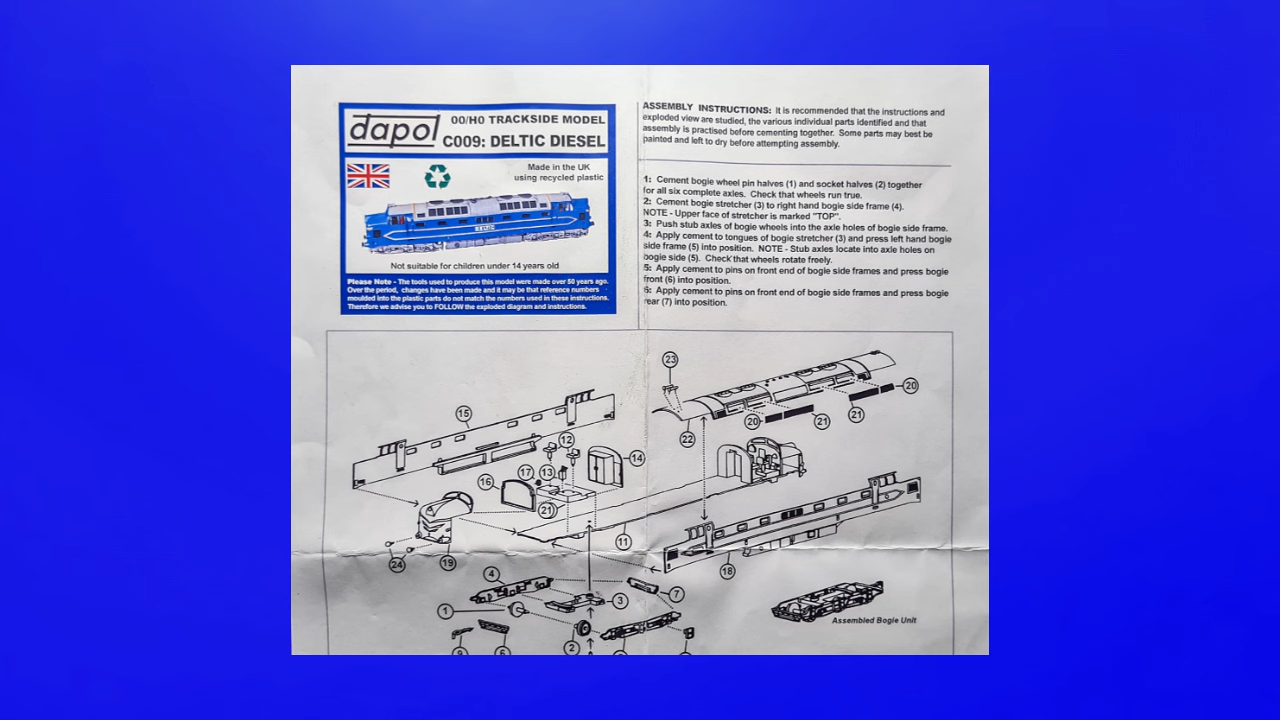 dapol
00/H0 TRACKSIDE MODEL
C009: DELTIC DIESEL
Made in the UK
using recycled plastic
Not suitable for children under 14 years old
Please Note - The tools used to produce this model were made over 50 years ago.
Over the period, changes have been made and it may be that reference numbers
moulded into the plastic parts do not match the numbers used in these instructions.
Therefore we advise you to FOLLOW the exploded diagram and instructions.
ASSEMBLY INSTRUCTIONS: It is recommended that the instructions and
exploded view are studied, the various individual parts identified and that
assembly is practised before cementing together. Some parts may best be
painted and left to dry before attempting assembly.
1: Cement bogie wheel pin halves (1) and socket halves (2) together
for all six complete axles. Check that wheels run true.
2: Cement bogie stretcher (3) to right hand bogie side frame (4).
NOTE - Upper face of stretcher is marked "TOP".
3: Push stub axles of bogie wheels into the axle holes of bogie side frame.
4: Apply cement to tongues of bogie stretcher (3) and press left hand bogie
side frame (5) into position. NOTE - Stub axles locate into axle holes on
bogie side (5). Check that wheels rotate freely.
5: Apply cement to pins on front end of bogie side frames and press bogie
front (6) into position.
6: Apply cement to pins on front end of bogie side frames and press bogie
rear (7) into position.
23
20
21
21
20
22
15
12
14
13
17
16
21
11
24
19
18
4
3
7
1
2
Assembled Bogie Unit